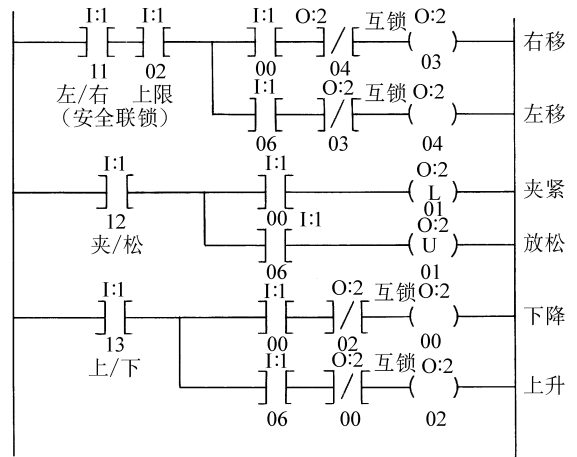 I:1 I:1 I:1 O:2 互锁 O:2
11 02 00 04 03 右移
左/右 上限
（安全联锁）
I:1 O:2 互锁 O:2
06 03 04 左移
I:1 I:1 O:2
L 夹紧
12 00 01
夹/松
I:1 O:2
U 放松
06 01
I:1 I:1 O:2 互锁 O:2
下降
13 00 02 00
上/下
I:1 O:2 互锁 O:2
上升
06 00 02